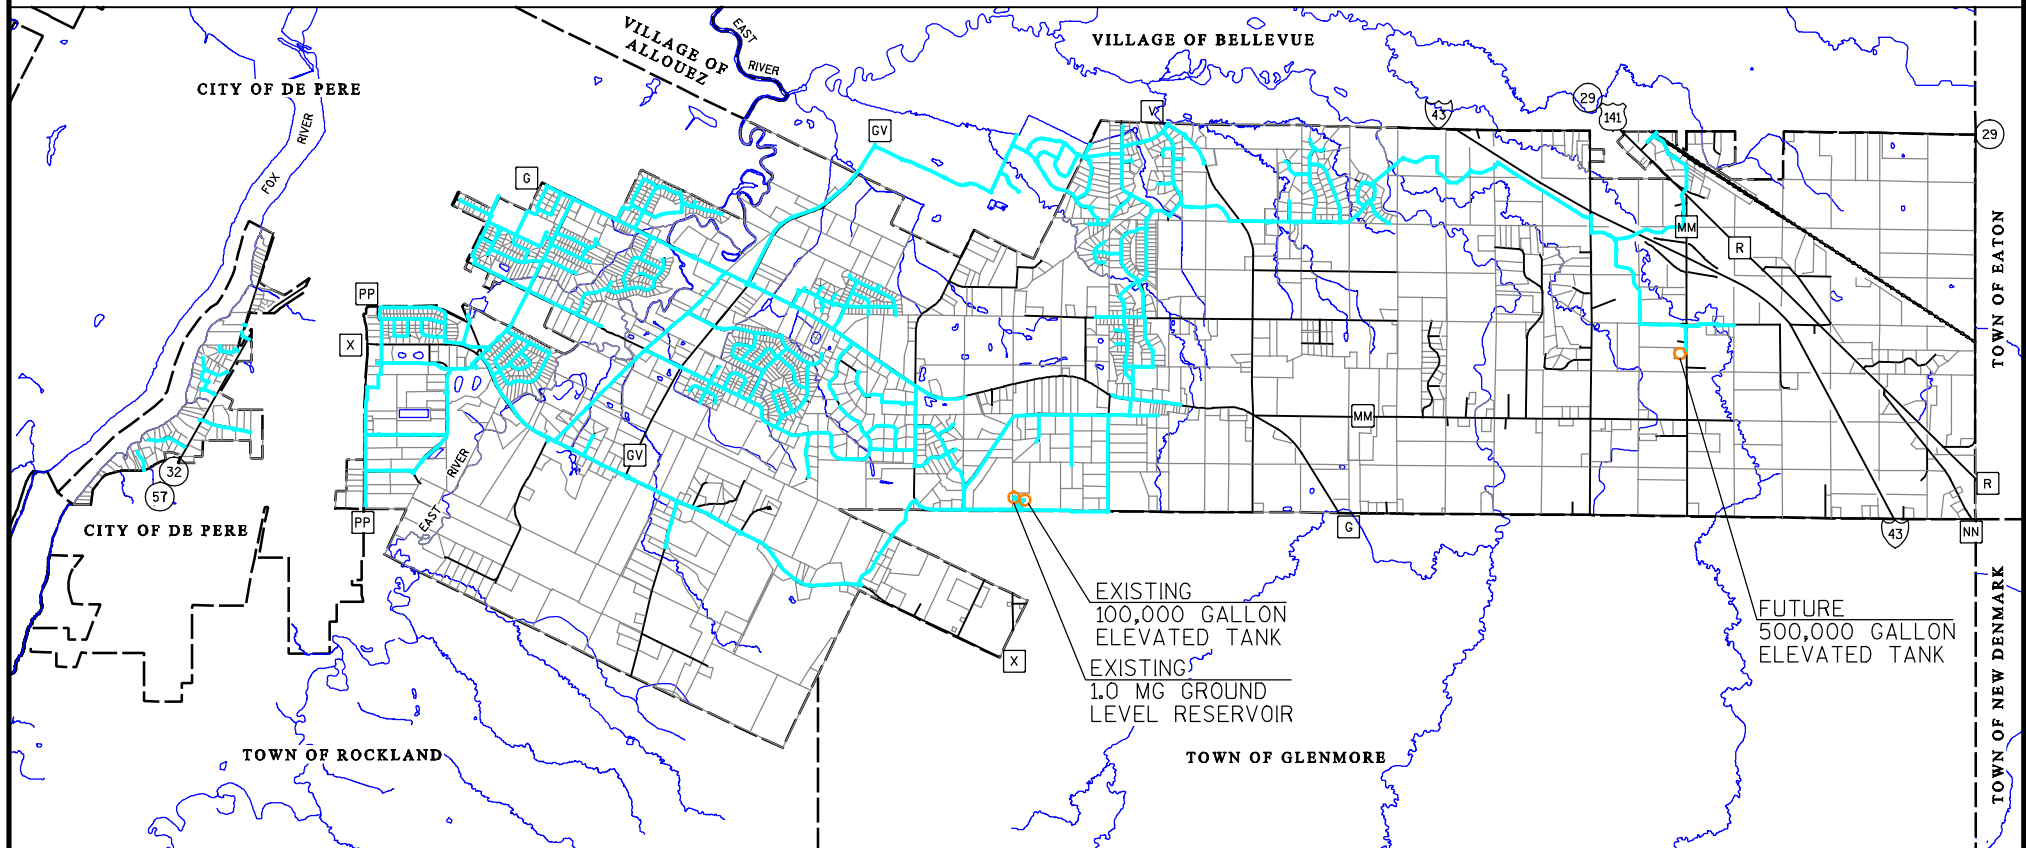 VILLAGE OF
ALLOUEZ
EAST
RIVER
VILLAGE OF BELLEVUE
CITY OF DE PERE
RIVER
FOX
G
GV
V
43
29
141
29
MM
R
TOWN OF EATON
PP
X
MM
GV
RIVER
EAST
32
57
CITY OF DE PERE
PP
R
G
43
NN
EXISTING
100,000 GALLON
ELEVATED TANK
EXISTING
1.0 MG GROUND
LEVEL RESERVOIR
X
FUTURE
500,000 GALLON
ELEVATED TANK
TOWN OF NEW DENMARK
TOWN OF ROCKLAND
TOWN OF GLENMORE